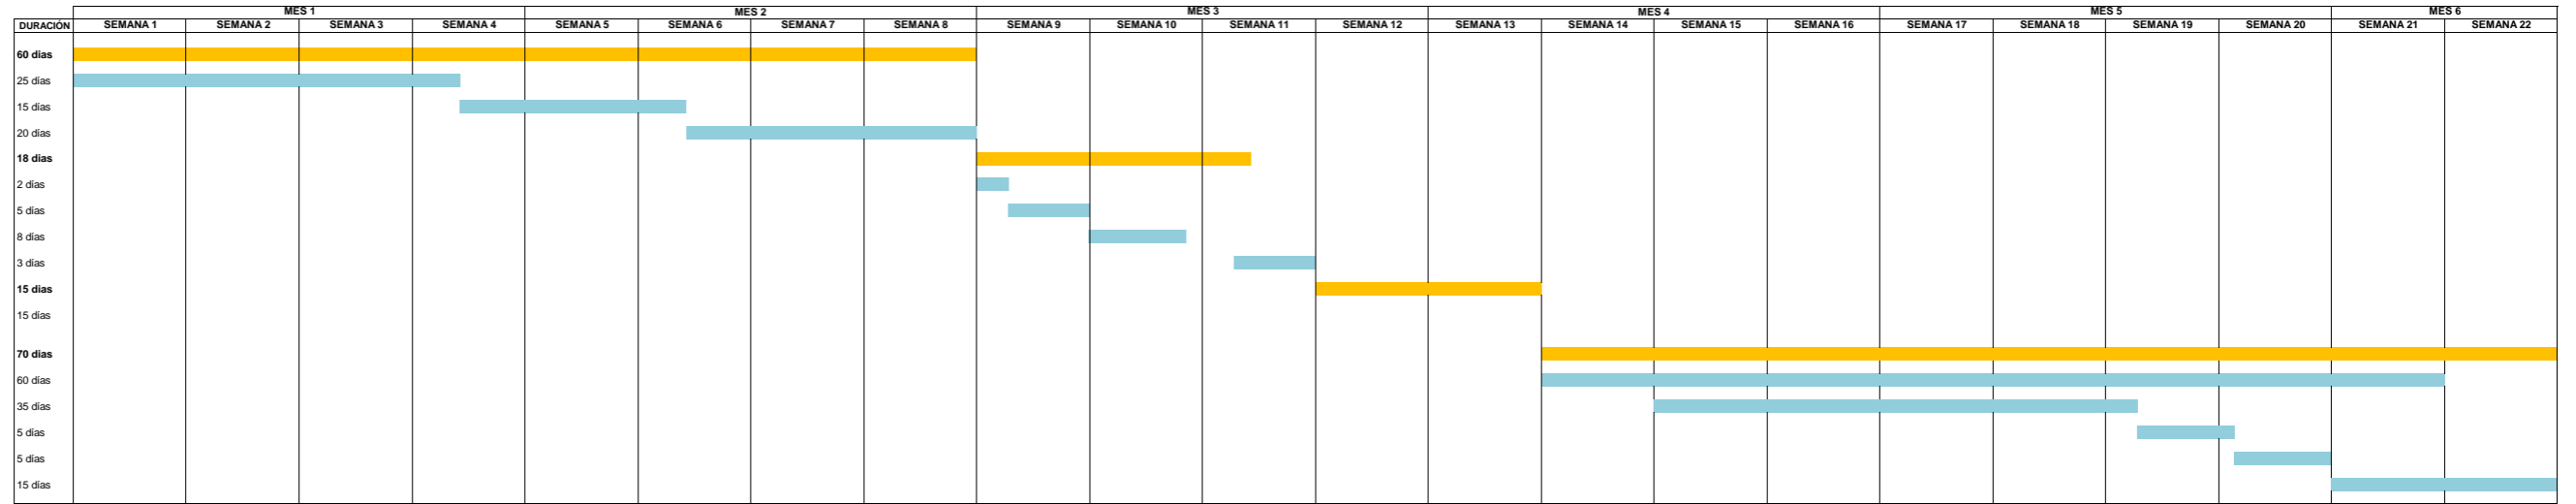 MES 1 MES 2 MES 3 MES 4 MES 5 MES 6
DURACIÓN SEMANA 1 SEMANA 2 SEMANA 3 SEMANA 4 SEMANA 5 SEMANA 6 SEMANA 7 SEMANA 8 SEMANA 9 SEMANA 10 SEMANA 11 SEMANA 12 SEMANA 13 SEMANA 14 SEMANA 15 SEMANA 16 SEMANA 17 SEMANA 18 SEMANA 19 SEMANA 20 SEMANA 21 SEMANA 22
60 días
25 días
15 días
20 días
18 días
2 días
5 días
8 días
3 días
15 días
15 días
70 días
60 días
35 días
5 días
5 días
15 días